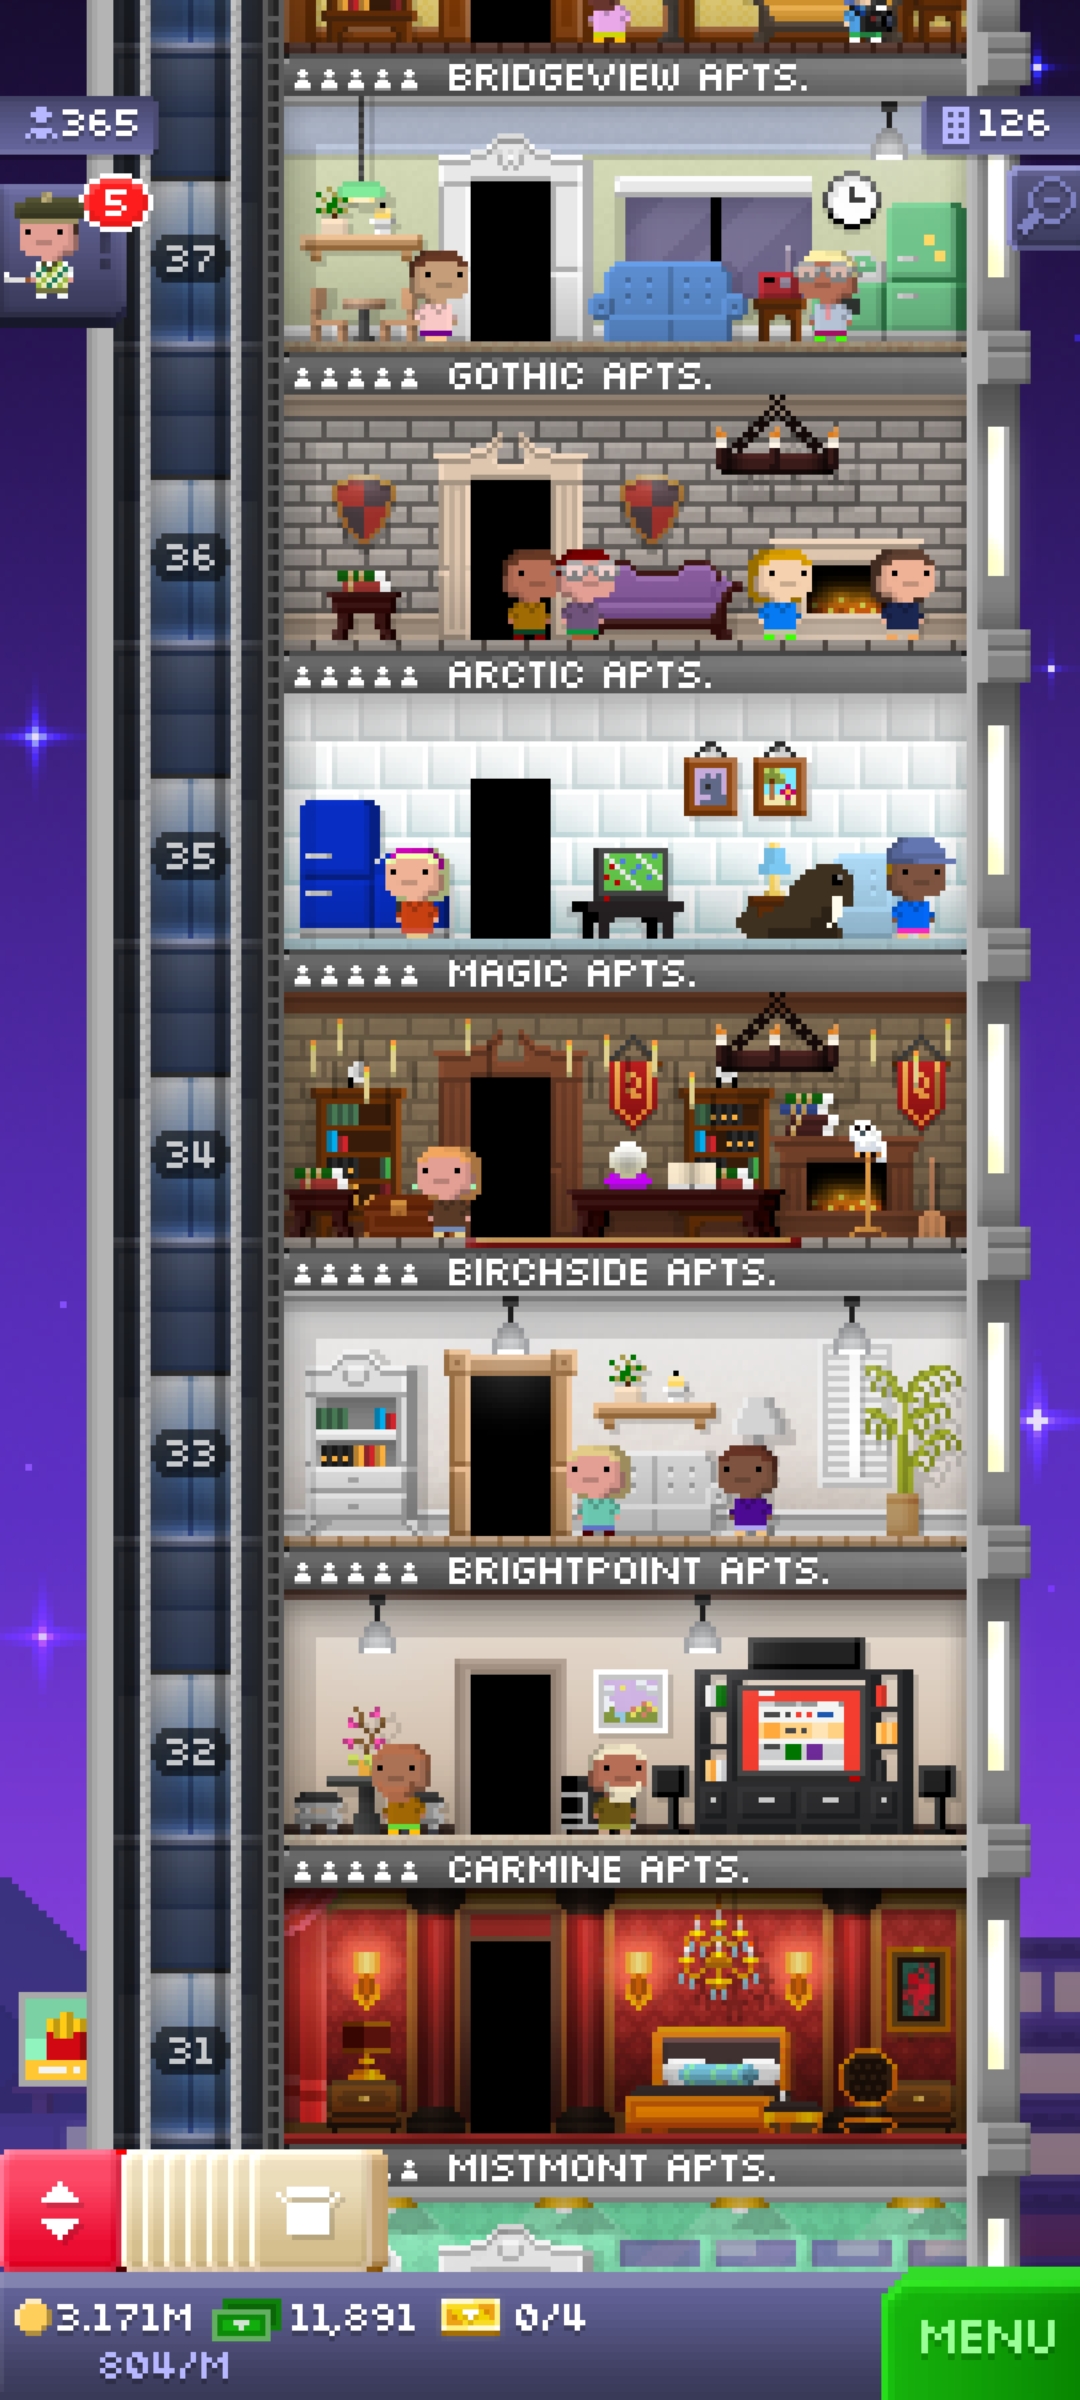 BRIDGEVIEW APTS.
365
126
5
37
GOTHIC APTS.
36
ARCTIC APTS.
35
MAGIC APTS.
34
BIRCHSIDE APTS.
33
BRIGHTPOINT APTS.
32
CARMINE APTS.
31
MISTMONT APTS.
3.171M 11,891 0/4
804/M
MENU